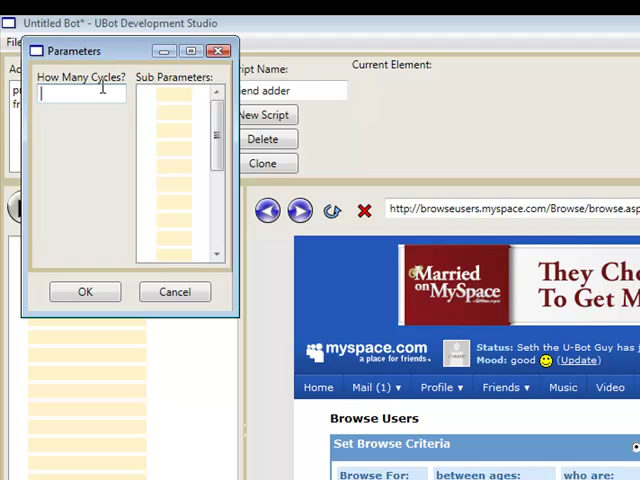 Untitled Bot* - UBot Development Studio
File
Parameters
How Many Cycles?
Sub Parameters:
OK
Cancel
ript Name:
end adder
New Script
Delete
Clone
Current Element:
http://browseusers.myspace.com/Browse/browse.asp
Married
on MySpace
They Cho
To Get M
myspace.com
a place for friends
Status: Seth the U-Bot Guy has j
Mood: good (Update)
Home Mail (1) Profile Friends Music Video
Browse Users
Set Browse Criteria
Browse For: between ages: who are: